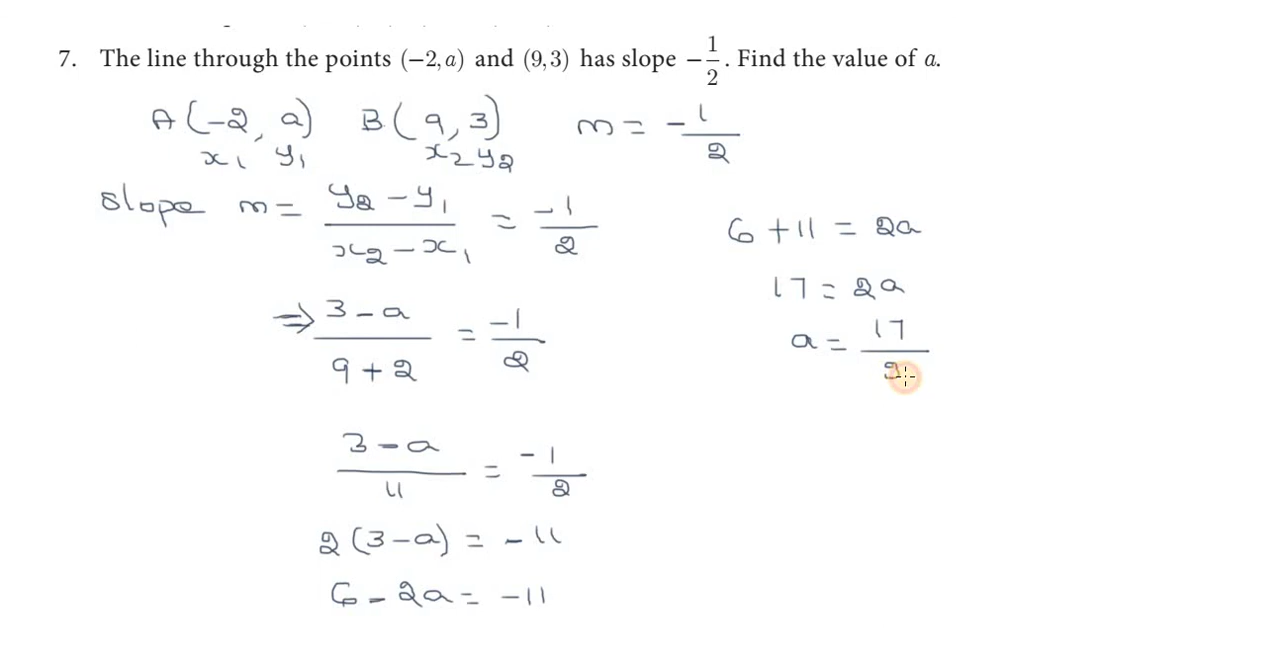 7. The line through the points (−2, a) and (9, 3) has slope −1/2. Find the value of a.
A(-2, a) B(9, 3) m = -1/2
x₁ y₁ x₂ y₂
slope m = (y₂ - y₁)/(x₂ - x₁) = -1/2
⇒ (3 - a)/(9 + 2) = -1/2
(3 - a)/11 = -1/2
2(3 - a) = -11
6 - 2a = -11
6 + 11 = 2a
17 = 2a
a = 17/2